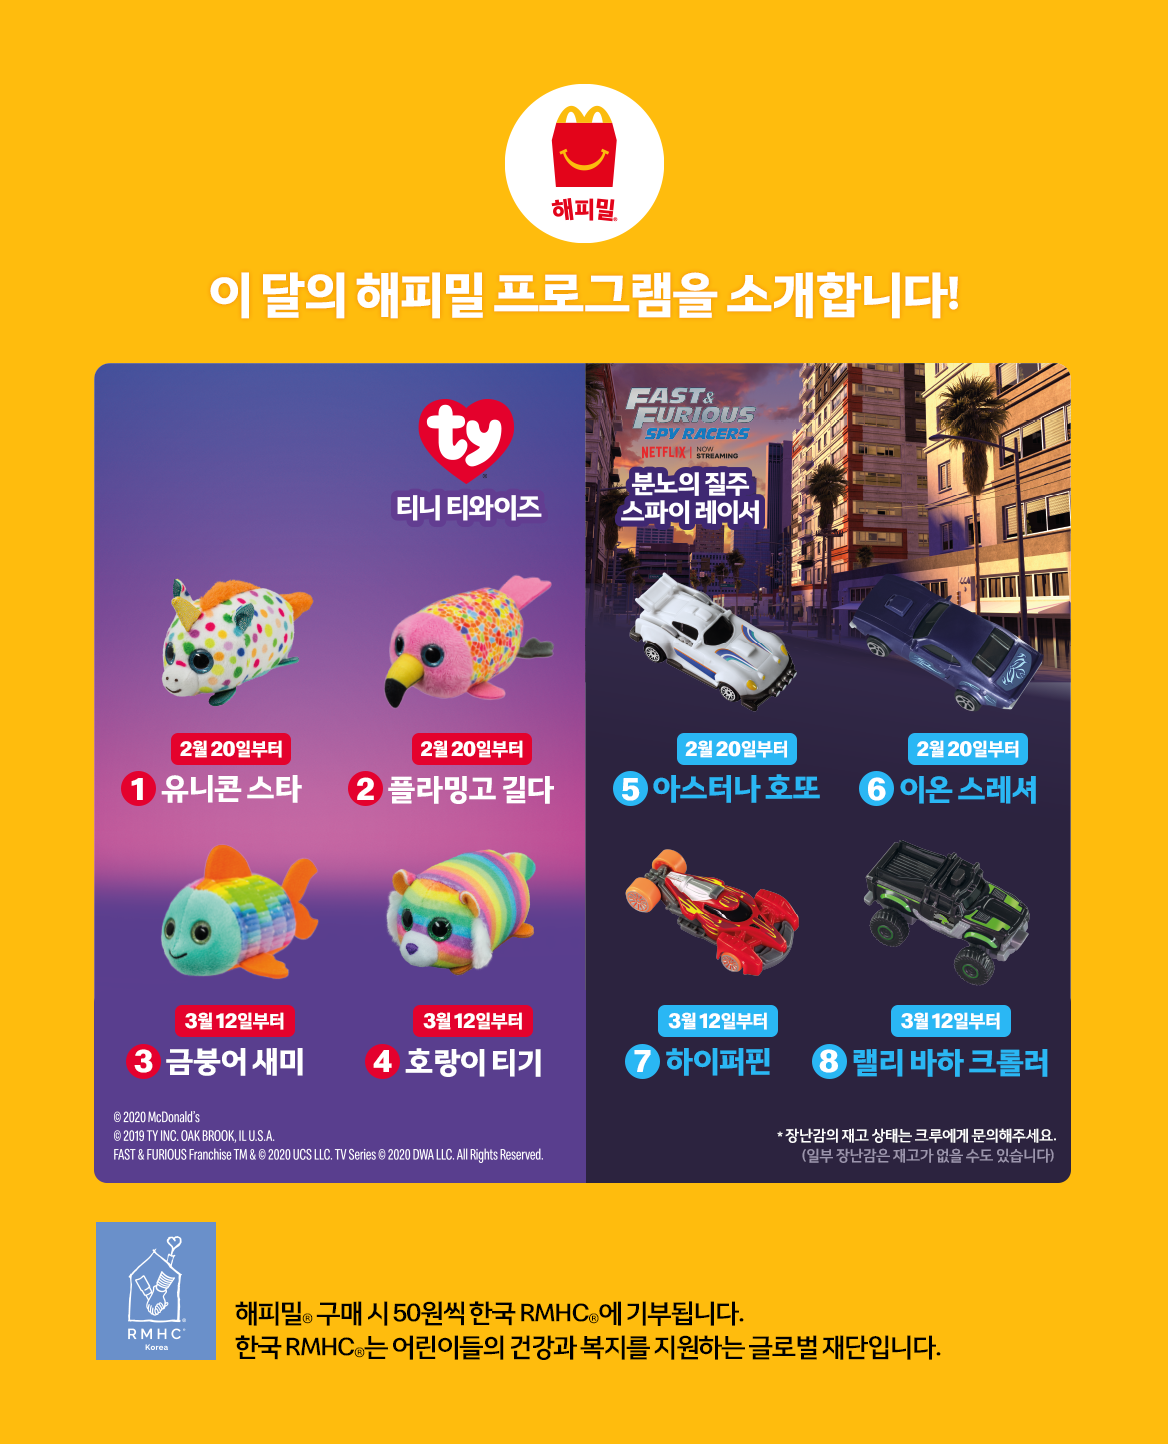 해피밀®
이 달의 해피밀 프로그램을 소개합니다!
ty
티니 티와이즈
FAST &
FURIOUS
SPY RACERS
NETFLIX | NOW STREAMING
분노의 질주
스파이 레이서
2월 20일부터
1 유니콘 스타
2월 20일부터
2 플라밍고 길다
2월 20일부터
5 아스터나 호또
2월 20일부터
6 이온 스레셔
3월 12일부터
3 금붕어 새미
3월 12일부터
4 호랑이 티기
3월 12일부터
7 하이퍼핀
3월 12일부터
8 랠리 바하 크롤러
© 2020 McDonald's
© 2019 TY INC. OAK BROOK, IL U.S.A.
FAST & FURIOUS Franchise TM & © 2020 UCS LLC. TV Series © 2020 DWA LLC. All Rights Reserved.
* 장난감의 재고 상태는 크루에게 문의해주세요.
(일부 장난감은 재고가 없을 수도 있습니다)
RMHC®
Korea
해피밀® 구매 시 50원씩 한국 RMHC®에 기부됩니다.
한국 RMHC®는 어린이들의 건강과 복지를 지원하는 글로벌 재단입니다.